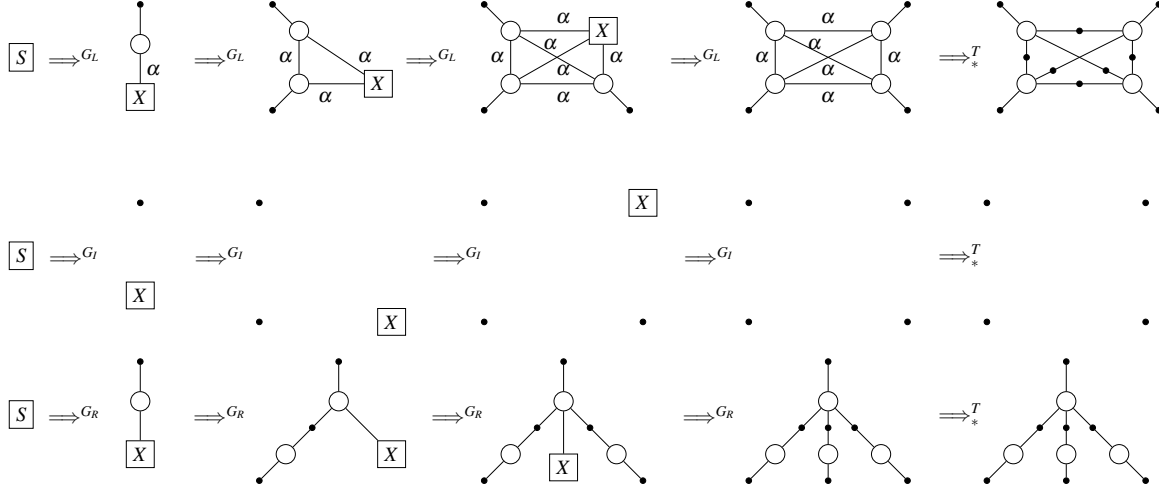 S ⟹^{G_L} α X ⟹^{G_L} α α α X ⟹^{G_L} α X α α α α α ⟹^{G_L} α α α α α α ⟹^T_*
S ⟹^{G_I} X ⟹^{G_I} X ⟹^{G_I} X ⟹^{G_I} ⟹^T_*
S ⟹^{G_R} X ⟹^{G_R} X ⟹^{G_R} X ⟹^{G_R} ⟹^T_*